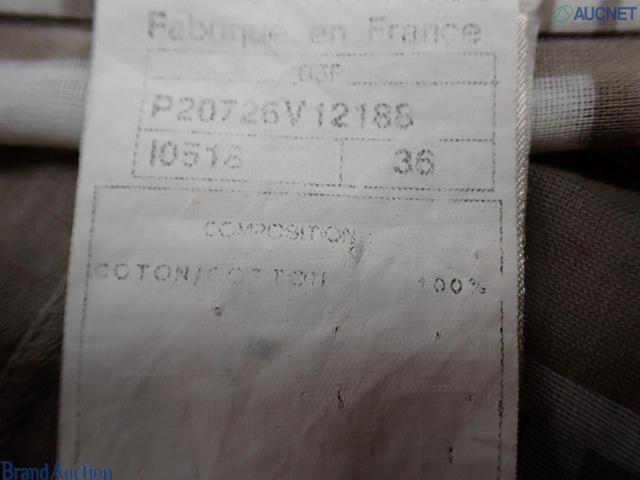 AUCNET
Fabriqué en France
03P
P20726V12188
I0518 36
COMPOSITION
COTON/COTTON 100%
Brand Auction